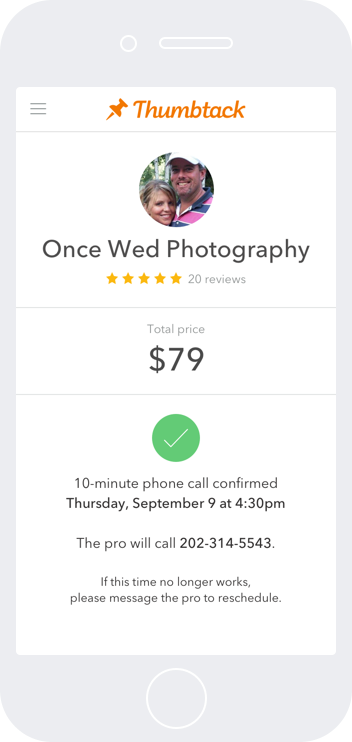 Thumbtack
Once Wed Photography
20 reviews
Total price
$79
10-minute phone call confirmed
Thursday, September 9 at 4:30pm
The pro will call 202-314-5543.
If this time no longer works,
please message the pro to reschedule.